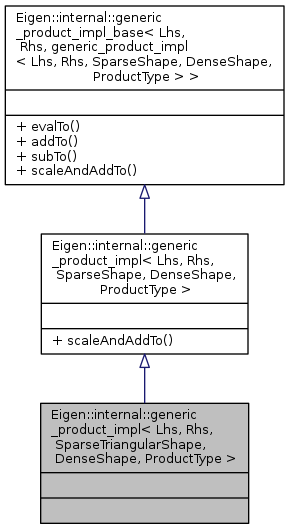 Eigen::internal::generic
_product_impl_base< Lhs,
Rhs, generic_product_impl
< Lhs, Rhs, SparseShape, DenseShape,
ProductType > >
+ evalTo()
+ addTo()
+ subTo()
+ scaleAndAddTo()
Eigen::internal::generic
_product_impl< Lhs, Rhs,
SparseShape, DenseShape,
ProductType >
+ scaleAndAddTo()
Eigen::internal::generic
_product_impl< Lhs, Rhs,
SparseTriangularShape,
DenseShape, ProductType >